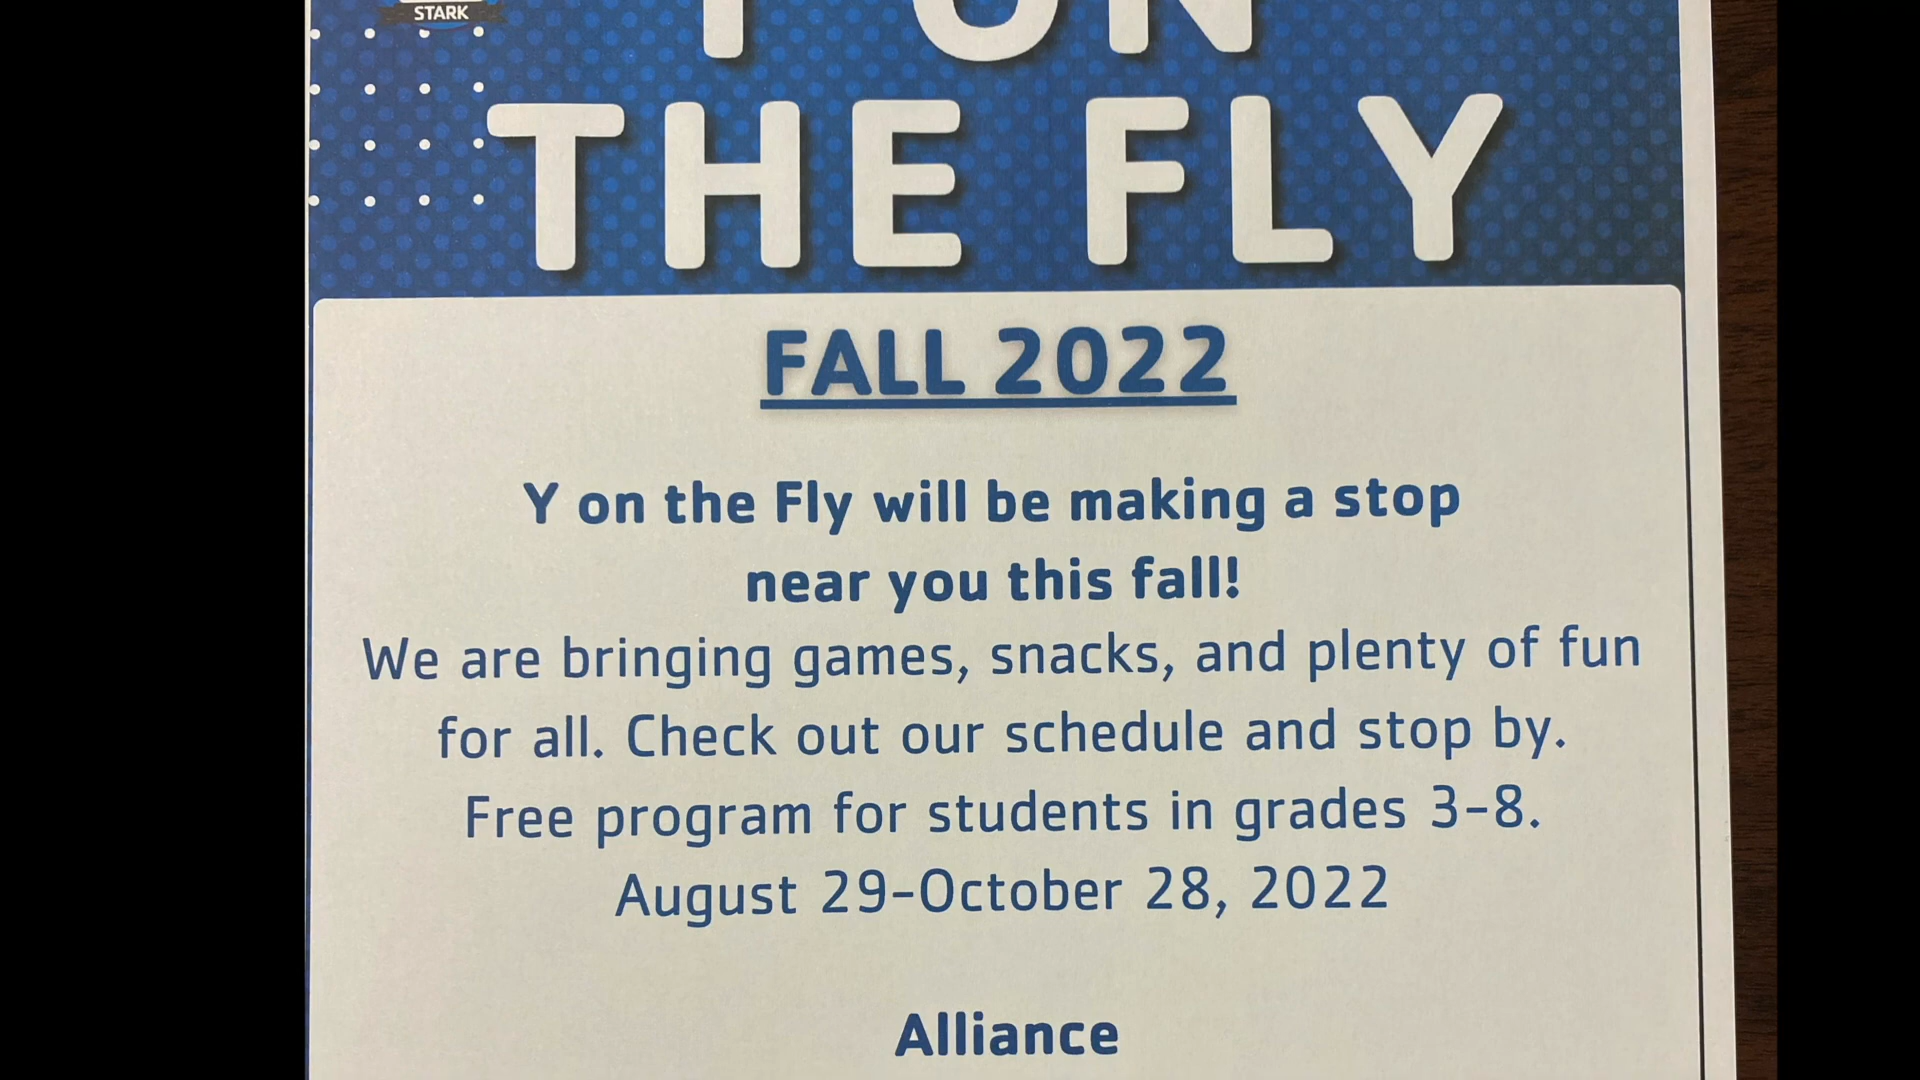 STARK
Y ON
THE FLY
FALL 2022
Y on the Fly will be making a stop
near you this fall!
We are bringing games, snacks, and plenty of fun
for all. Check out our schedule and stop by.
Free program for students in grades 3-8.
August 29-October 28, 2022
Alliance